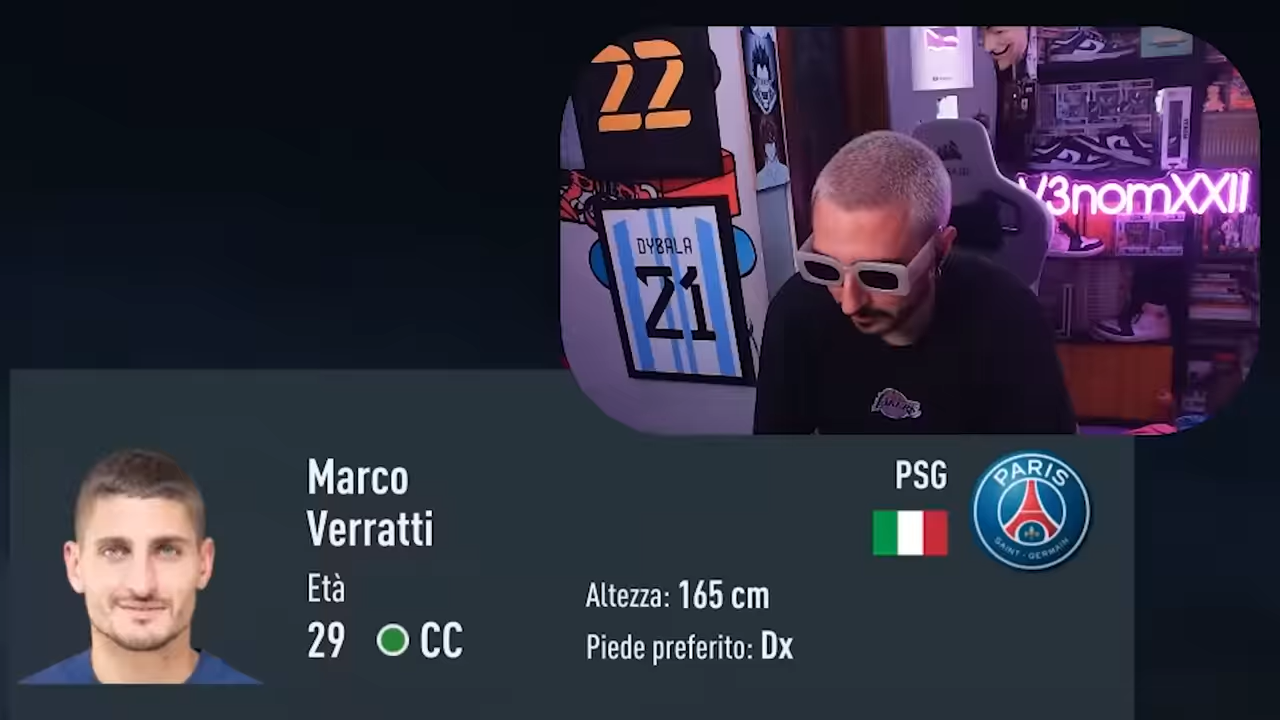 22
DYBALA
21
V3nomXXII
LAKERS
Marco
Verratti
Età
29 CC
Altezza: 165 cm
Piede preferito: Dx
PSG
PARIS
SAINT-GERMAIN